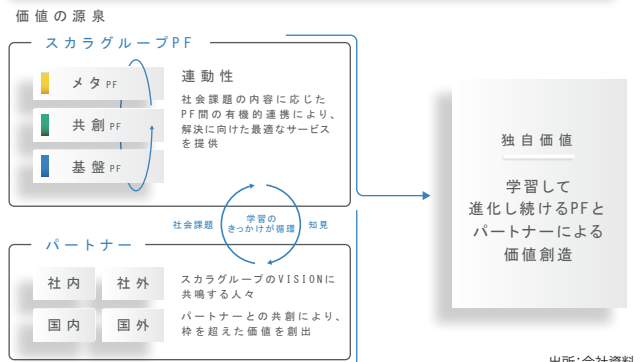 価値の源泉
スカラグループPF
メタPF
共創PF
基盤PF
連動性
社会課題の内容に応じた
PF間の有機的連携により、
解決に向けた最適なサービス
を提供
社会課題
学習の
きっかけが循環
知見
パートナー
社内
社外
国内
国外
スカラグループのVISIONに
共鳴する人々
パートナーとの共創により、
枠を超えた価値を創出
独自価値
学習して
進化し続けるPFと
パートナーによる
価値創造
出所:会社資料